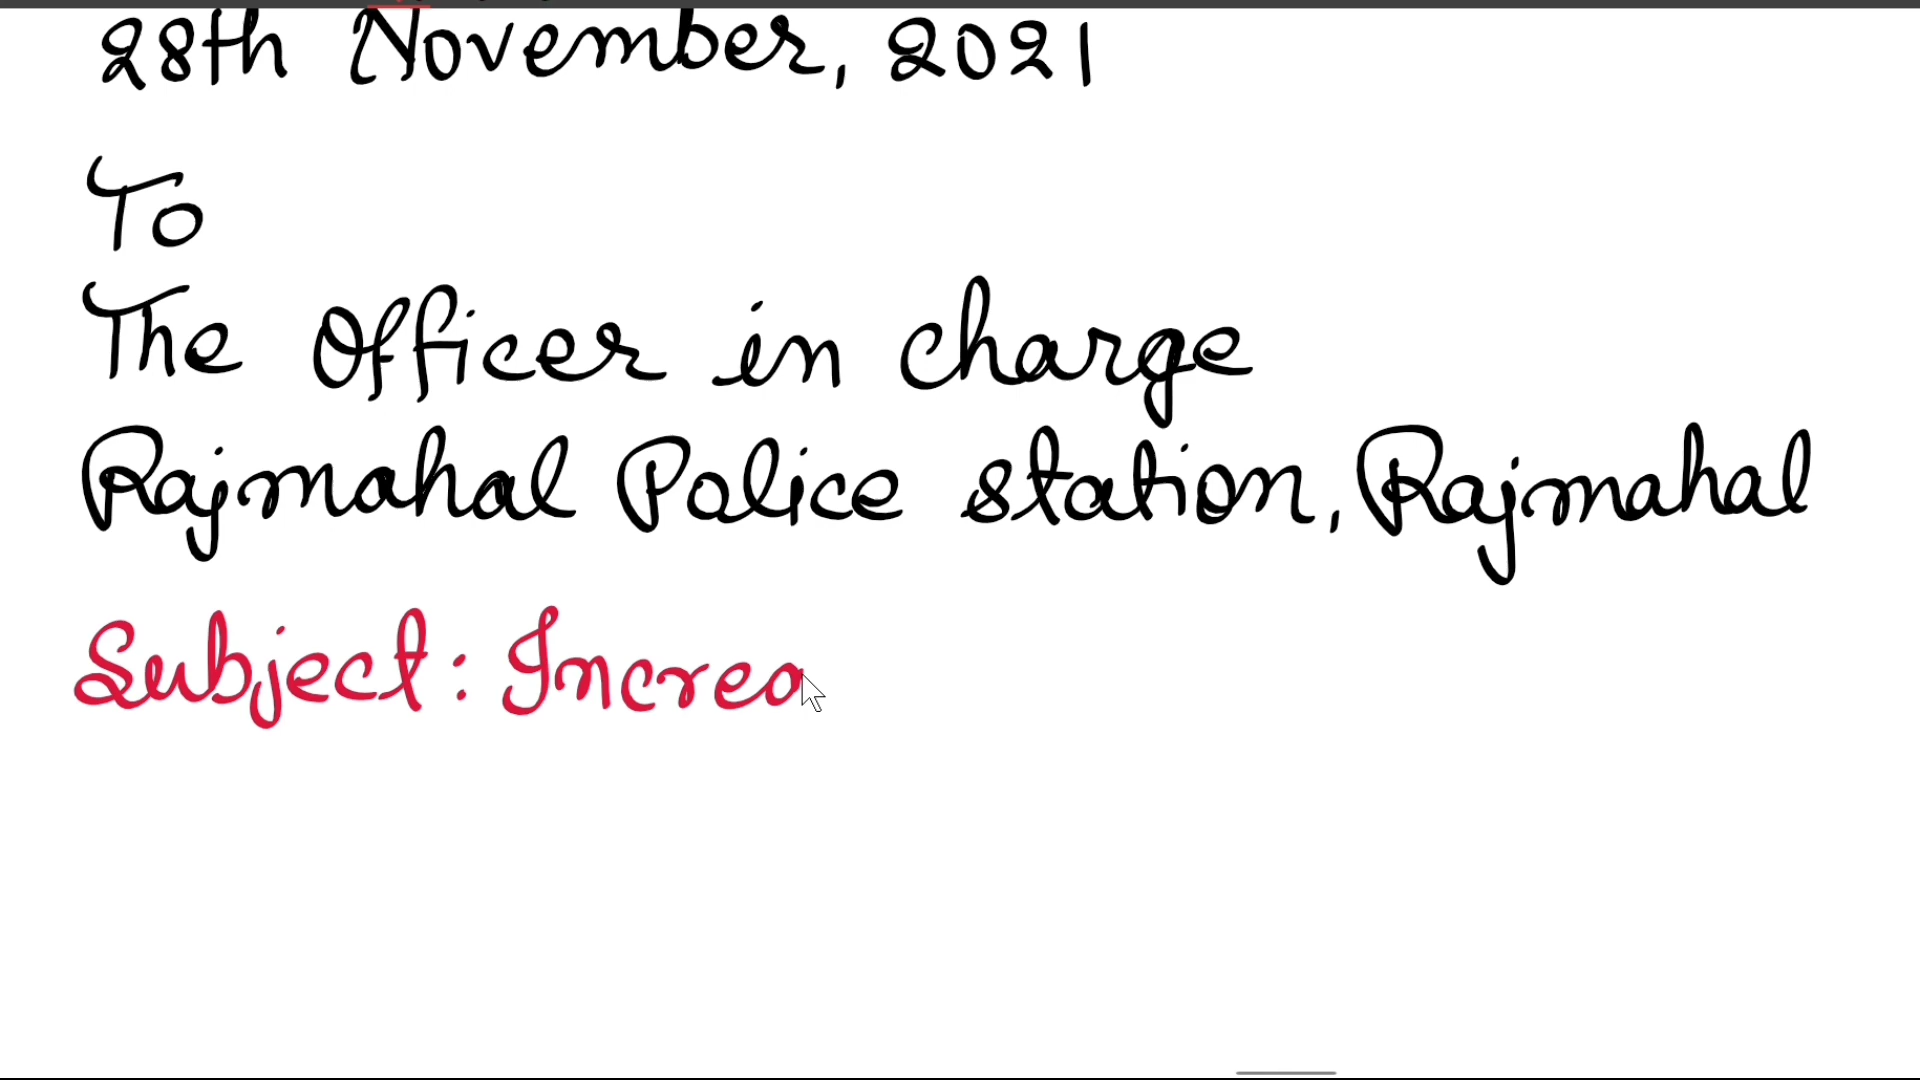 28th November, 2021
To
The Officer in charge
Rajmahal Police station, Rajmahal
Subject: Increa